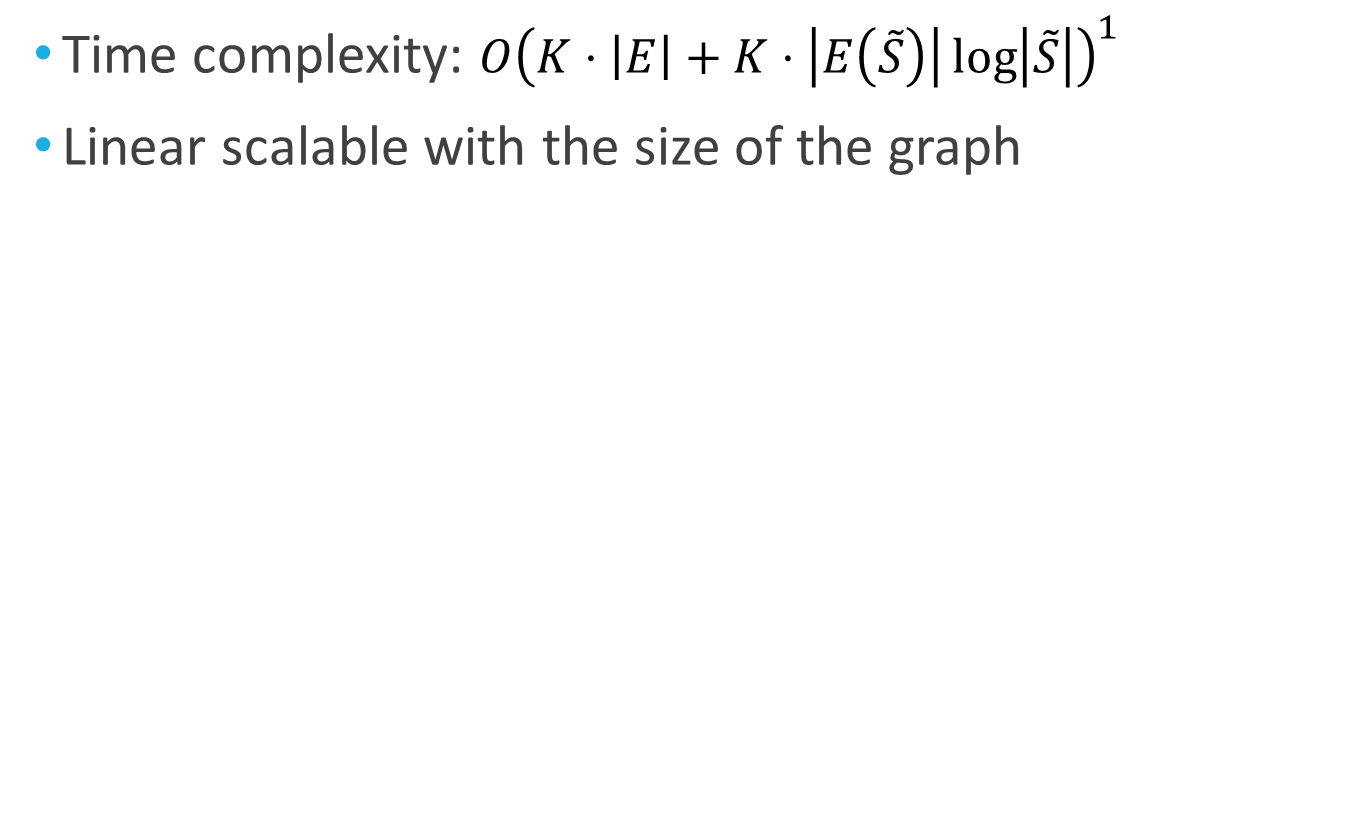 • Time complexity: O(K · |E| + K · |E(S̃)| log|S̃|)¹
• Linear scalable with the size of the graph